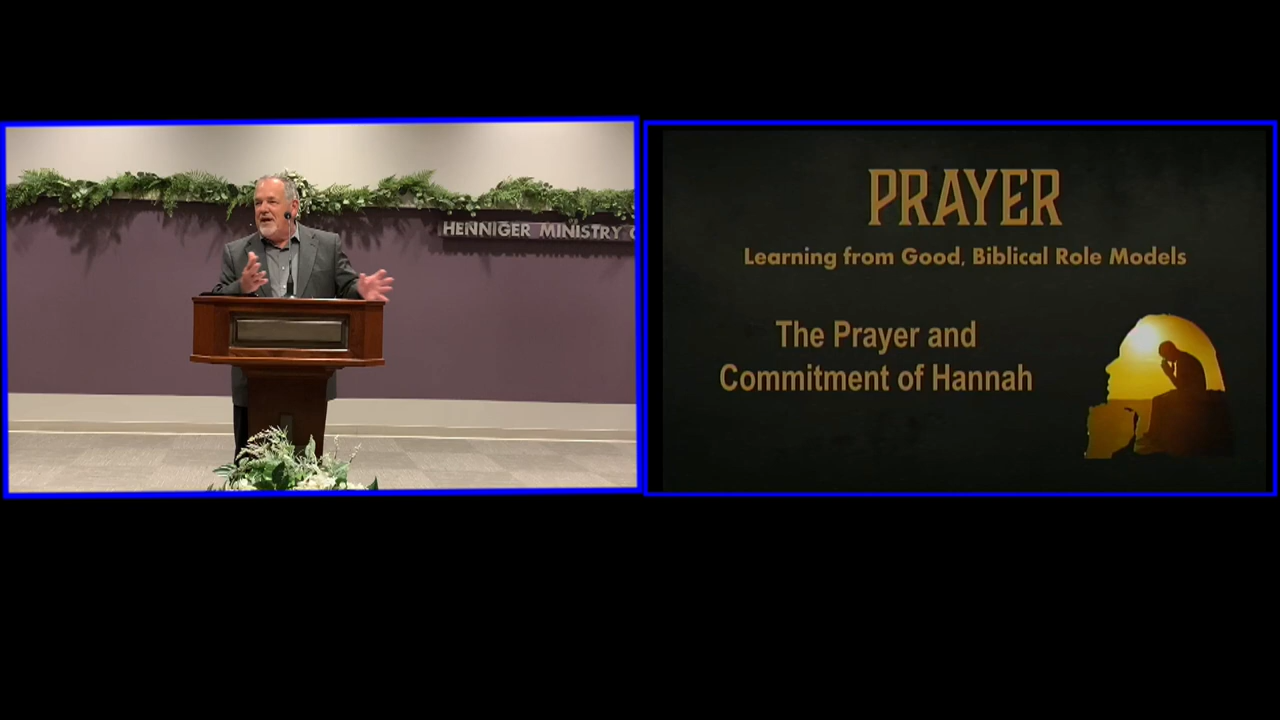 HENNIGER MINISTRY
PRAYER
Learning from Good, Biblical Role Models
The Prayer and
Commitment of Hannah